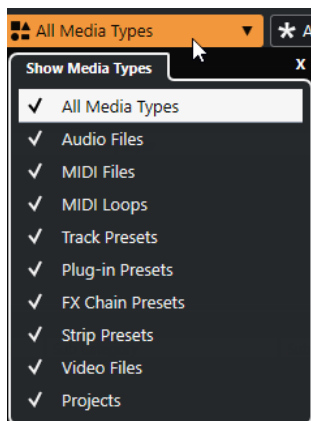 All Media Types
A
Show Media Types
x
All Media Types
Audio Files
MIDI Files
MIDI Loops
Track Presets
Plug-in Presets
FX Chain Presets
Strip Presets
Video Files
Projects